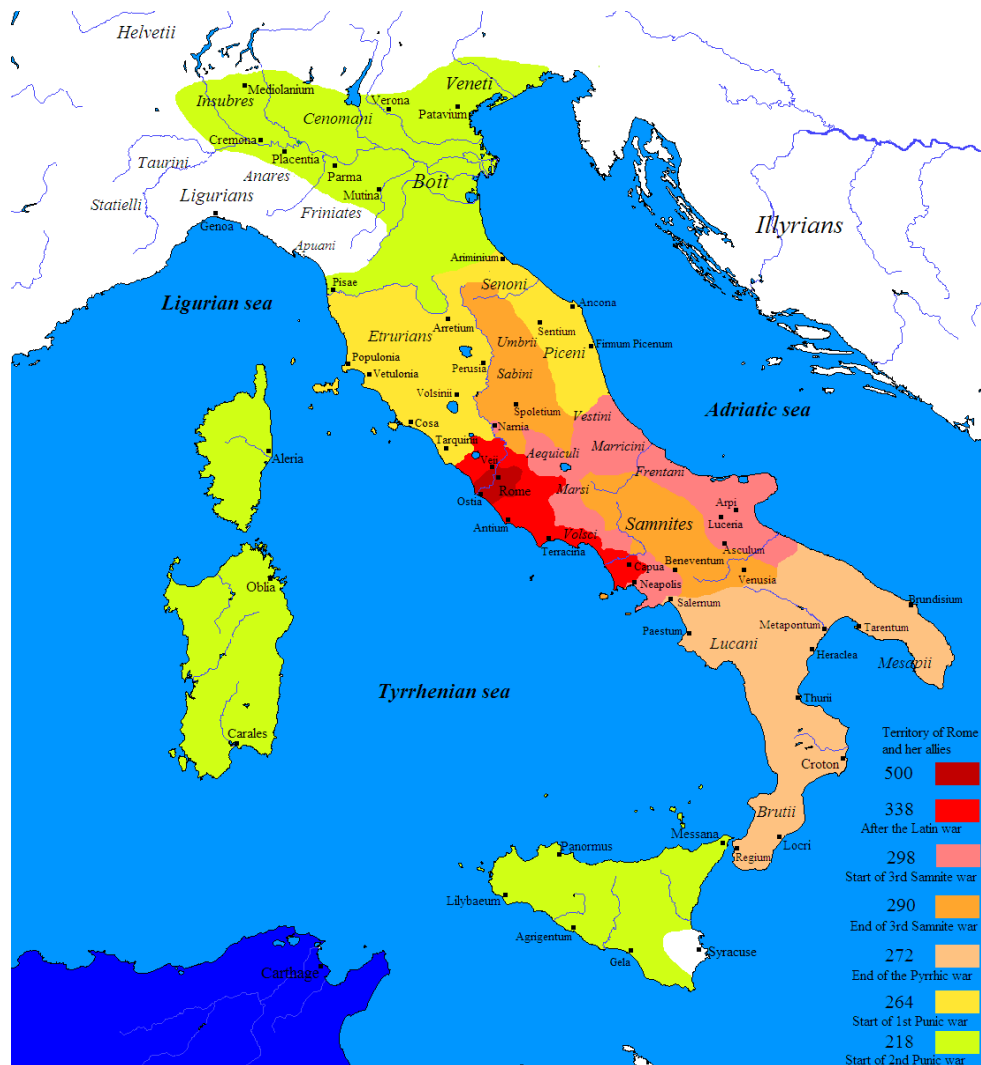 Helvetii
Veneti
Mediolanium
Insubres
Verona
Cenomani
Patavium
Cremona
Placentia
Taurini
Anares
Parma
Boii
Mutina
Ligurians
Statielli
Friniates
Genoa
Illyrians
Apuani
Ariminium
Pisae
Senoni
Ligurian sea
Ancona
Arretium
Sentium
Etrurians
Umbrii
Piceni
Firmum Picenum
Populonia
Perusia
Vetulonia
Sabini
Volsinii
Spoletium
Adriatic sea
Vestini
Cosa
Narnia
Tarquinii
Aequiculi
Marricini
Aleria
Veii
Frentani
Rome
Marsi
Ostia
Arpi
Luceria
Antium
Samnites
Volsci
Terracina
Asculum
Capua
Beneventum
Venusia
Oblia
Neapolis
Salernum
Brundisium
Paestum
Metapontum
Tarentum
Lucani
Heraclea
Mesapii
Tyrrhenian sea
Thurii
Carales
Croton
Brutii
Messana
Locri
Panormus
Regium
Lilybaeum
Agrigentum
Gela
Syracuse
Carthage
Territory of Rome
and her allies
500
338
After the Latin war
298
Start of 3rd Samnite war
290
End of 3rd Samnite war
272
End of the Pyrrhic war
264
Start of 1st Punic war
218
Start of 2nd Punic war